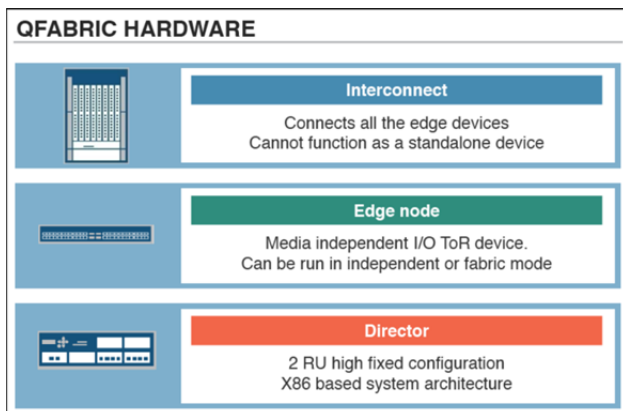 QFABRIC HARDWARE
Interconnect
Connects all the edge devices
Cannot function as a standalone device
Edge node
Media independent I/O ToR device.
Can be run in independent or fabric mode
Director
2 RU high fixed configuration
X86 based system architecture